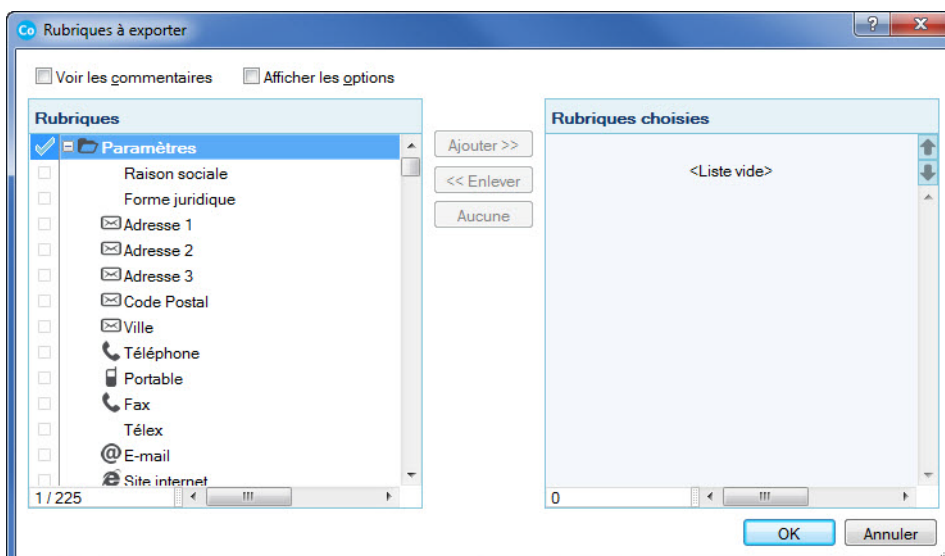 Co Rubriques à exporter
Voir les commentaires Afficher les options
Rubriques
Paramètres
Raison sociale
Forme juridique
Adresse 1
Adresse 2
Adresse 3
Code Postal
Ville
Téléphone
Portable
Fax
Télex
@ E-mail
Site internet
1 / 225
Ajouter >>
<< Enlever
Aucune
Rubriques choisies
<Liste vide>
0
OK Annuler